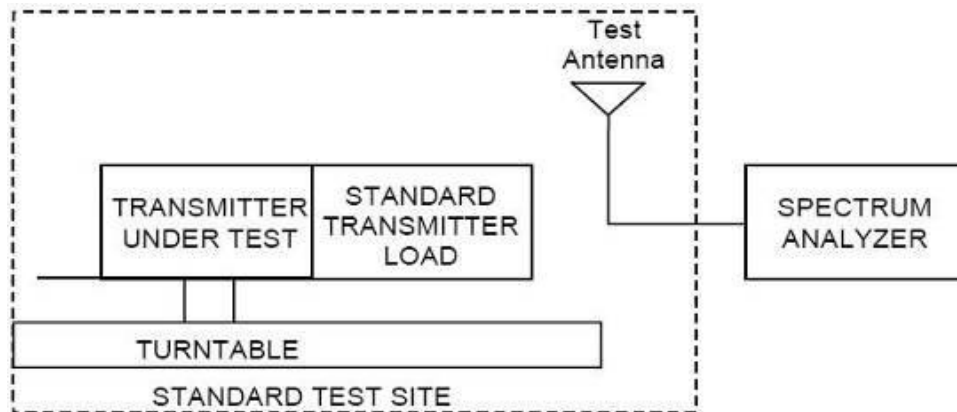 Test
Antenna
TRANSMITTER
UNDER TEST
STANDARD
TRANSMITTER
LOAD
SPECTRUM
ANALYZER
TURNTABLE
STANDARD TEST SITE